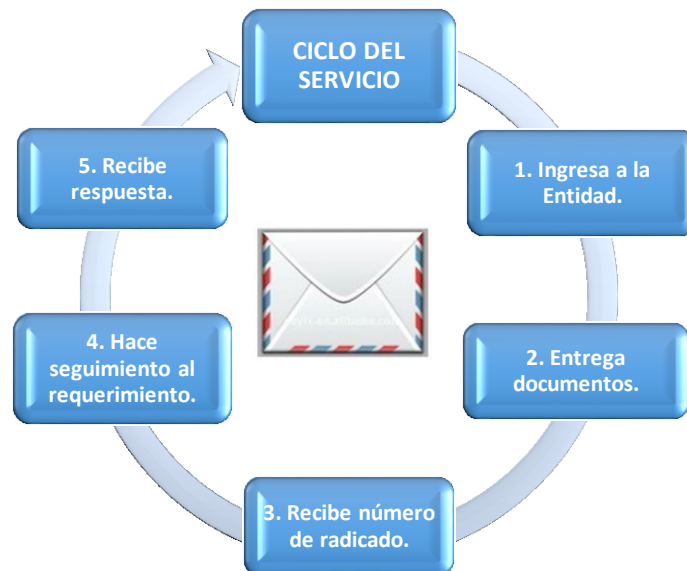 CICLO DEL
SERVICIO
1. Ingresa a la
Entidad.
2. Entrega
documentos.
3. Recibe número
de radicado.
4. Hace
seguimiento al
requerimiento.
5. Recibe
respuesta.